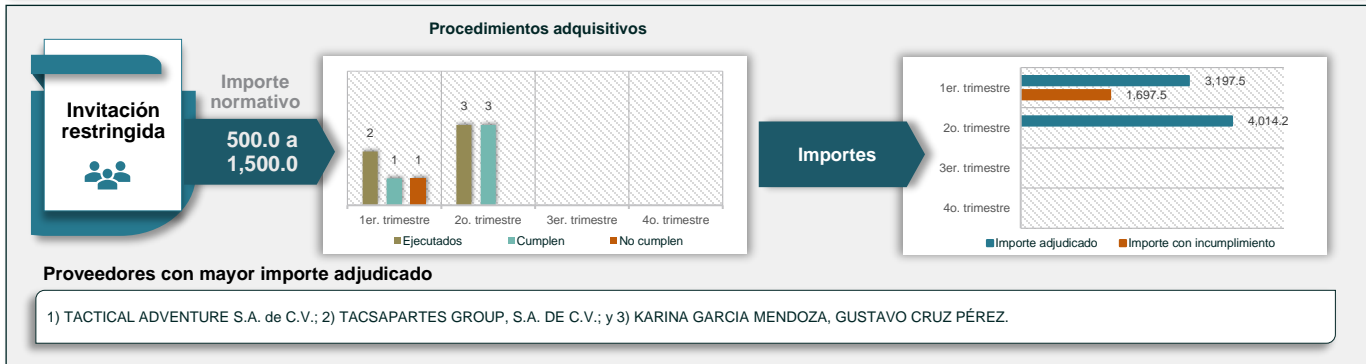 Procedimientos adquisitivos
Invitación
restringida
Importe
normativo
500.0 a
1,500.0
2
1
1
3
3
1er. trimestre
2o. trimestre
3er. trimestre
4o. trimestre
Ejecutados
Cumplen
No cumplen
Importes
1er. trimestre
3,197.5
1,697.5
2o. trimestre
4,014.2
3er. trimestre
4o. trimestre
Importe adjudicado
Importe con incumplimiento
Proveedores con mayor importe adjudicado
1) TACTICAL ADVENTURE S.A. de C.V.; 2) TACSAPARTES GROUP, S.A. DE C.V.; y 3) KARINA GARCIA MENDOZA, GUSTAVO CRUZ PÉREZ.